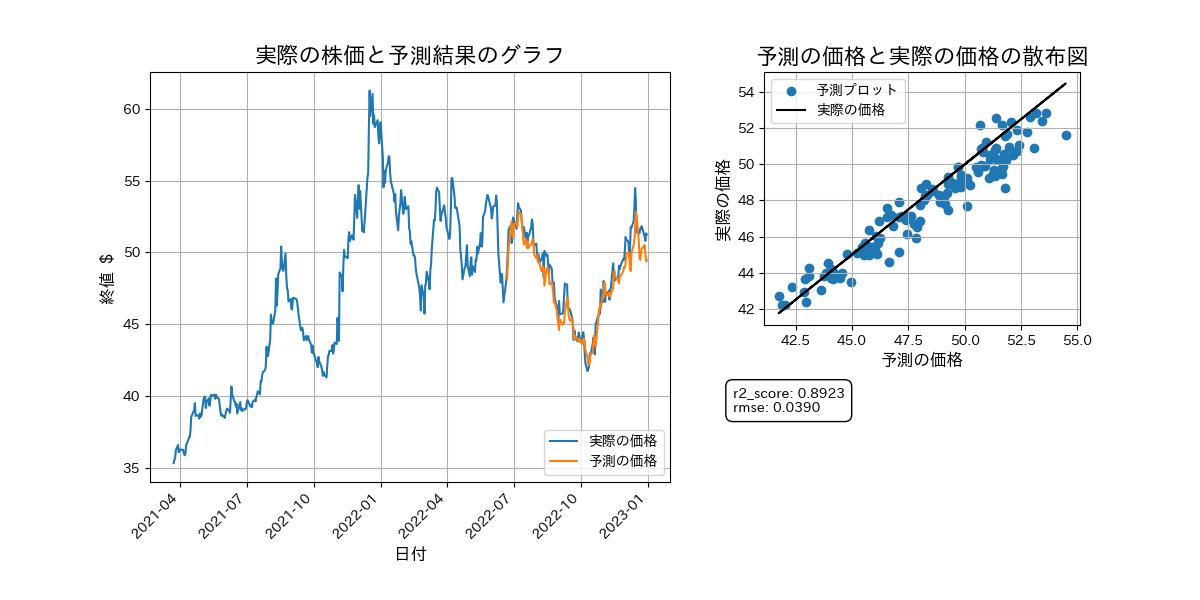 実際の株価と予測結果のグラフ
終値 $
60
55
50
45
40
35
2021-04
2021-07
2021-10
2022-01
2022-04
2022-07
2022-10
2023-01
日付
実際の価格
予測の価格
予測の価格と実際の価格の散布図
実際の価格
54
52
50
48
46
44
42
予測プロット
実際の価格
42.5
45.0
47.5
50.0
52.5
55.0
予測の価格
r2_score: 0.8923
rmse: 0.0390